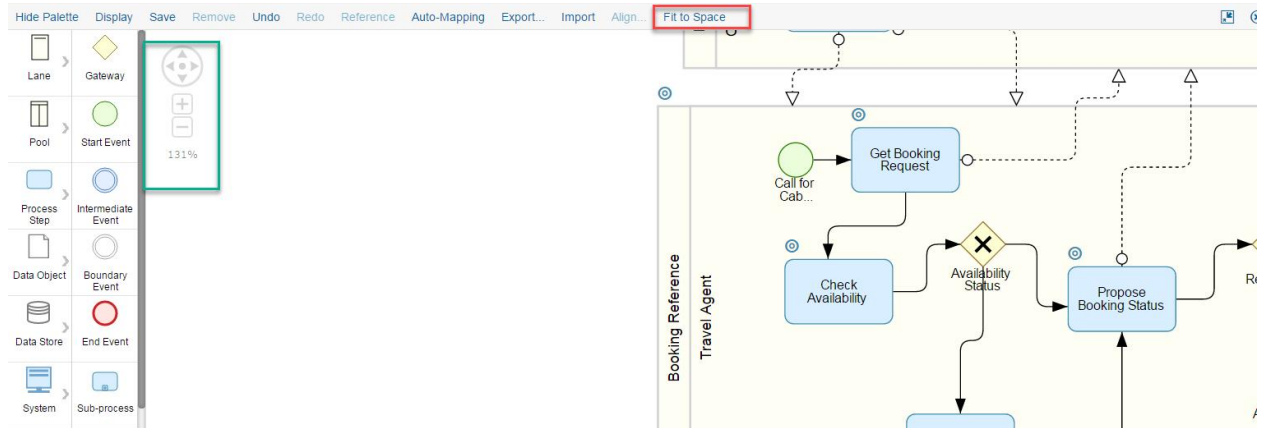 Hide Palette Display Save Remove Undo Redo Reference Auto-Mapping Export... Import Align... Fit to Space
Lane
Gateway
Pool
Start Event
Process
Step
Intermediate
Event
Data Object
Boundary
Event
Data Store
End Event
System
Sub-process
131%
Booking Reference
Travel Agent
Call for
Cab...
Get Booking
Request
Check
Availability
Availability
Status
Propose
Booking Status